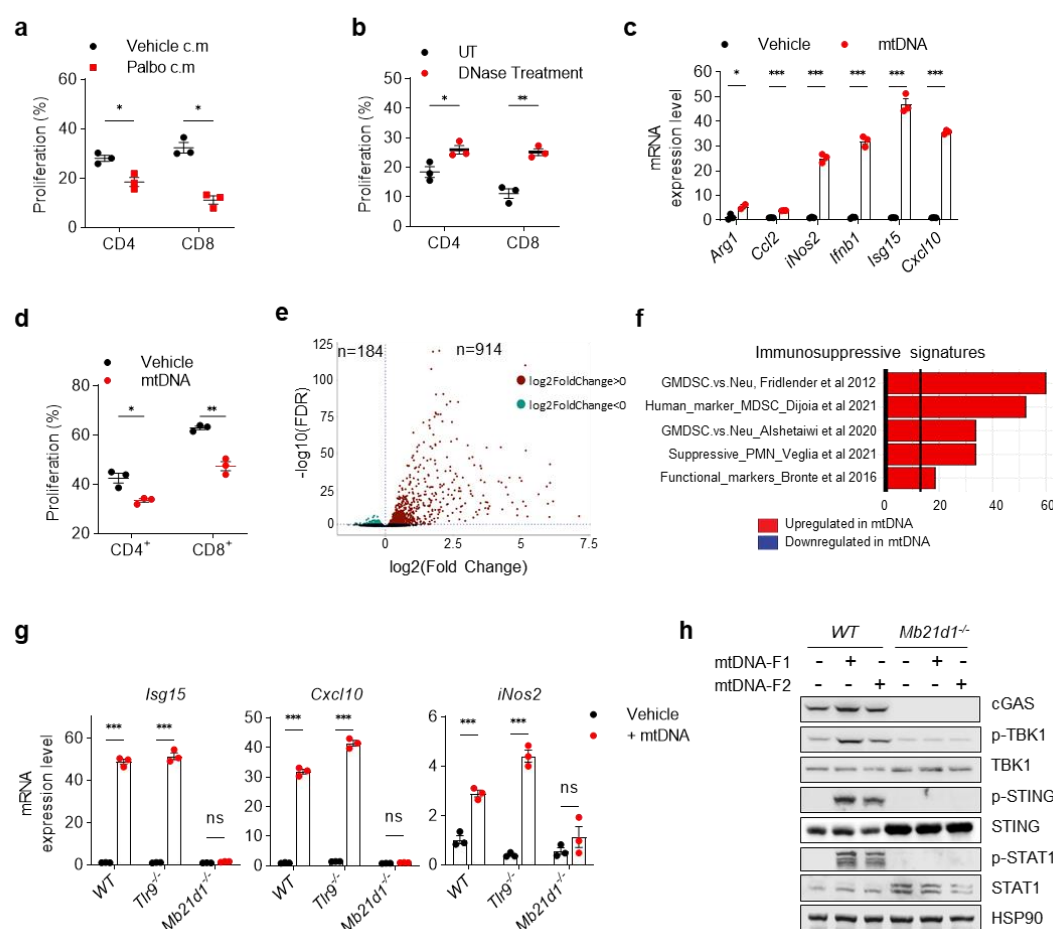 a
Vehicle c.m
Palbo c.m
60
40
20
0
Proliferation (%)
*
*
CD4
CD8
b
UT
DNase Treatment
50
40
30
20
10
0
Proliferation (%)
*
**
CD4
CD8
c
Vehicle
mtDNA
60
50
40
30
20
10
0
mRNA
expression level
*
***
***
***
***
***
Arg1
Ccl2
iNos2
Ifnb1
Isg15
Cxcl10
d
Vehicle
mtDNA
80
60
40
20
Proliferation (%)
*
**
CD4+
CD8+
e
n=184
n=914
125
100
75
50
25
0
-log10(FDR)
log2FoldChange>0
log2FoldChange<0
0
2.5
5.0
7.5
log2(Fold Change)
f
Immunosuppressive signatures
GMDSC.vs.Neu, Fridlender et al 2012
Human_marker_MDSC_Dijoia et al 2021
GMDSC.vs.Neu_Alshetaiwi et al 2020
Suppressive_PMN_Veglia et al 2021
Functional_markers_Bronte et al 2016
0
20
40
60
Upregulated in mtDNA
Downregulated in mtDNA
g
mRNA
expression level
Isg15
60
40
20
0
***
***
ns
WT
Tlr9-/-
Mb21d1-/-
Cxcl10
50
40
30
20
10
0
***
***
ns
WT
Tlr9-/-
Mb21d1-/-
iNos2
6
4
2
0
***
***
ns
WT
Tlr9-/-
Mb21d1-/-
Vehicle
+ mtDNA
h
WT Mb21d1-/-
mtDNA-F1 - + - - + -
mtDNA-F2 - - + - - +
cGAS
p-TBK1
TBK1
p-STING
STING
p-STAT1
STAT1
HSP90